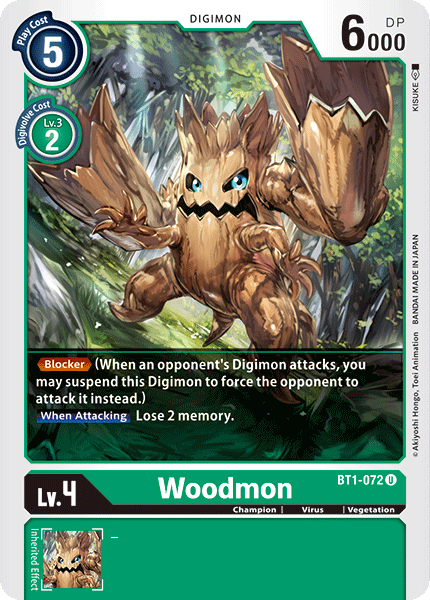 DIGIMON
Play Cost
5
6000 DP
Digivolve Cost
Lv.3
2
KISUKE
BANDAI MADE IN JAPAN
© Akiyoshi Hongo, Toei Animation
Blocker (When an opponent's Digimon attacks, you
may suspend this Digimon to force the opponent to
attack it instead.)
When Attacking Lose 2 memory.
BT1-072 U
Lv.4 Woodmon
Champion | Virus | Vegetation
Inherited Effect
–